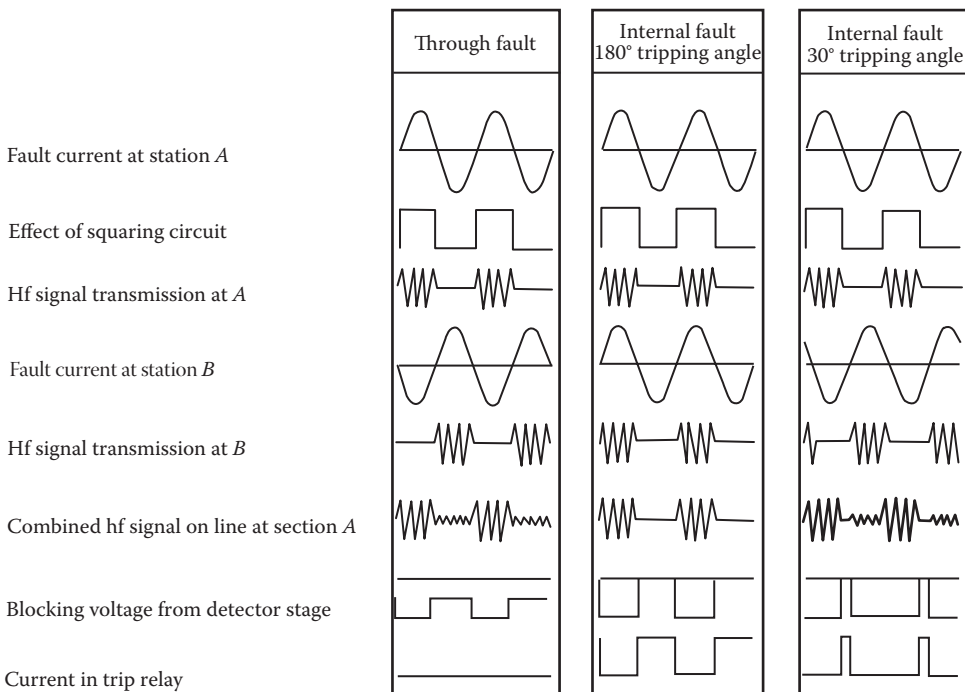 Through fault
Internal fault
180° tripping angle
Internal fault
30° tripping angle
Fault current at station A
Effect of squaring circuit
Hf signal transmission at A
Fault current at station B
Hf signal transmission at B
Combined hf signal on line at section A
Blocking voltage from detector stage
Current in trip relay